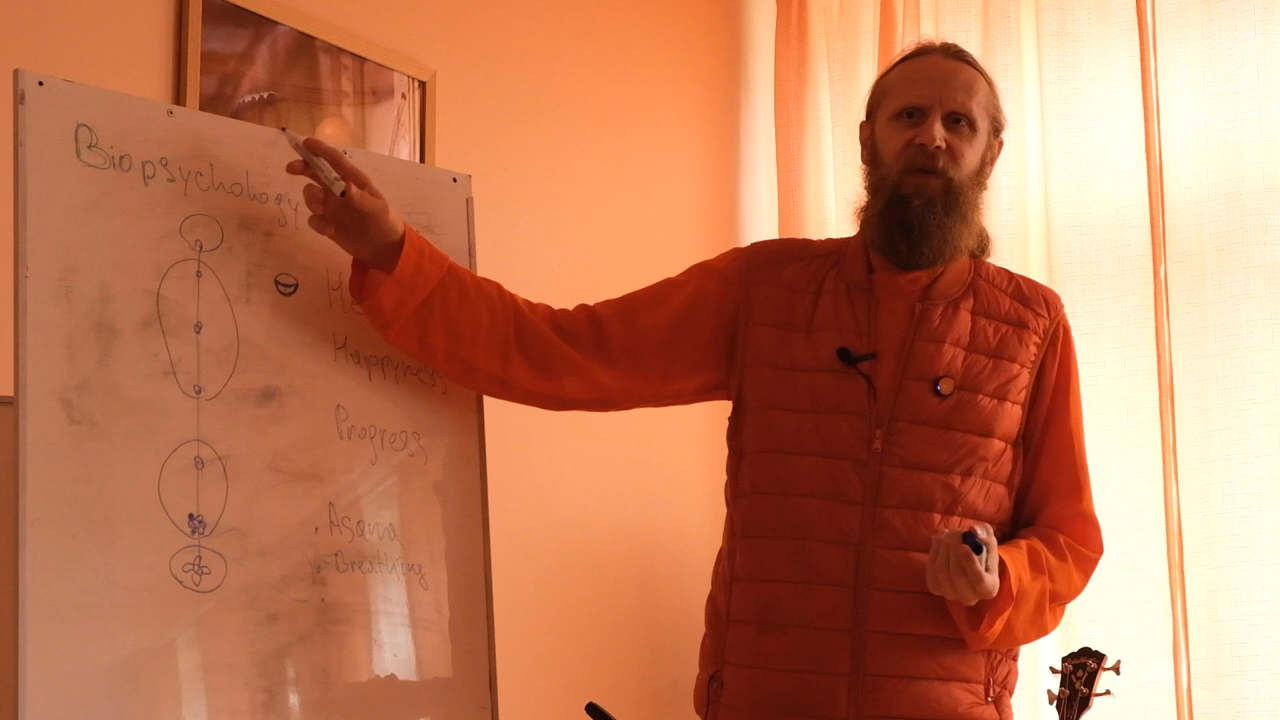 Biopsychology
Happyness
Progress
. Asana
. Breathing